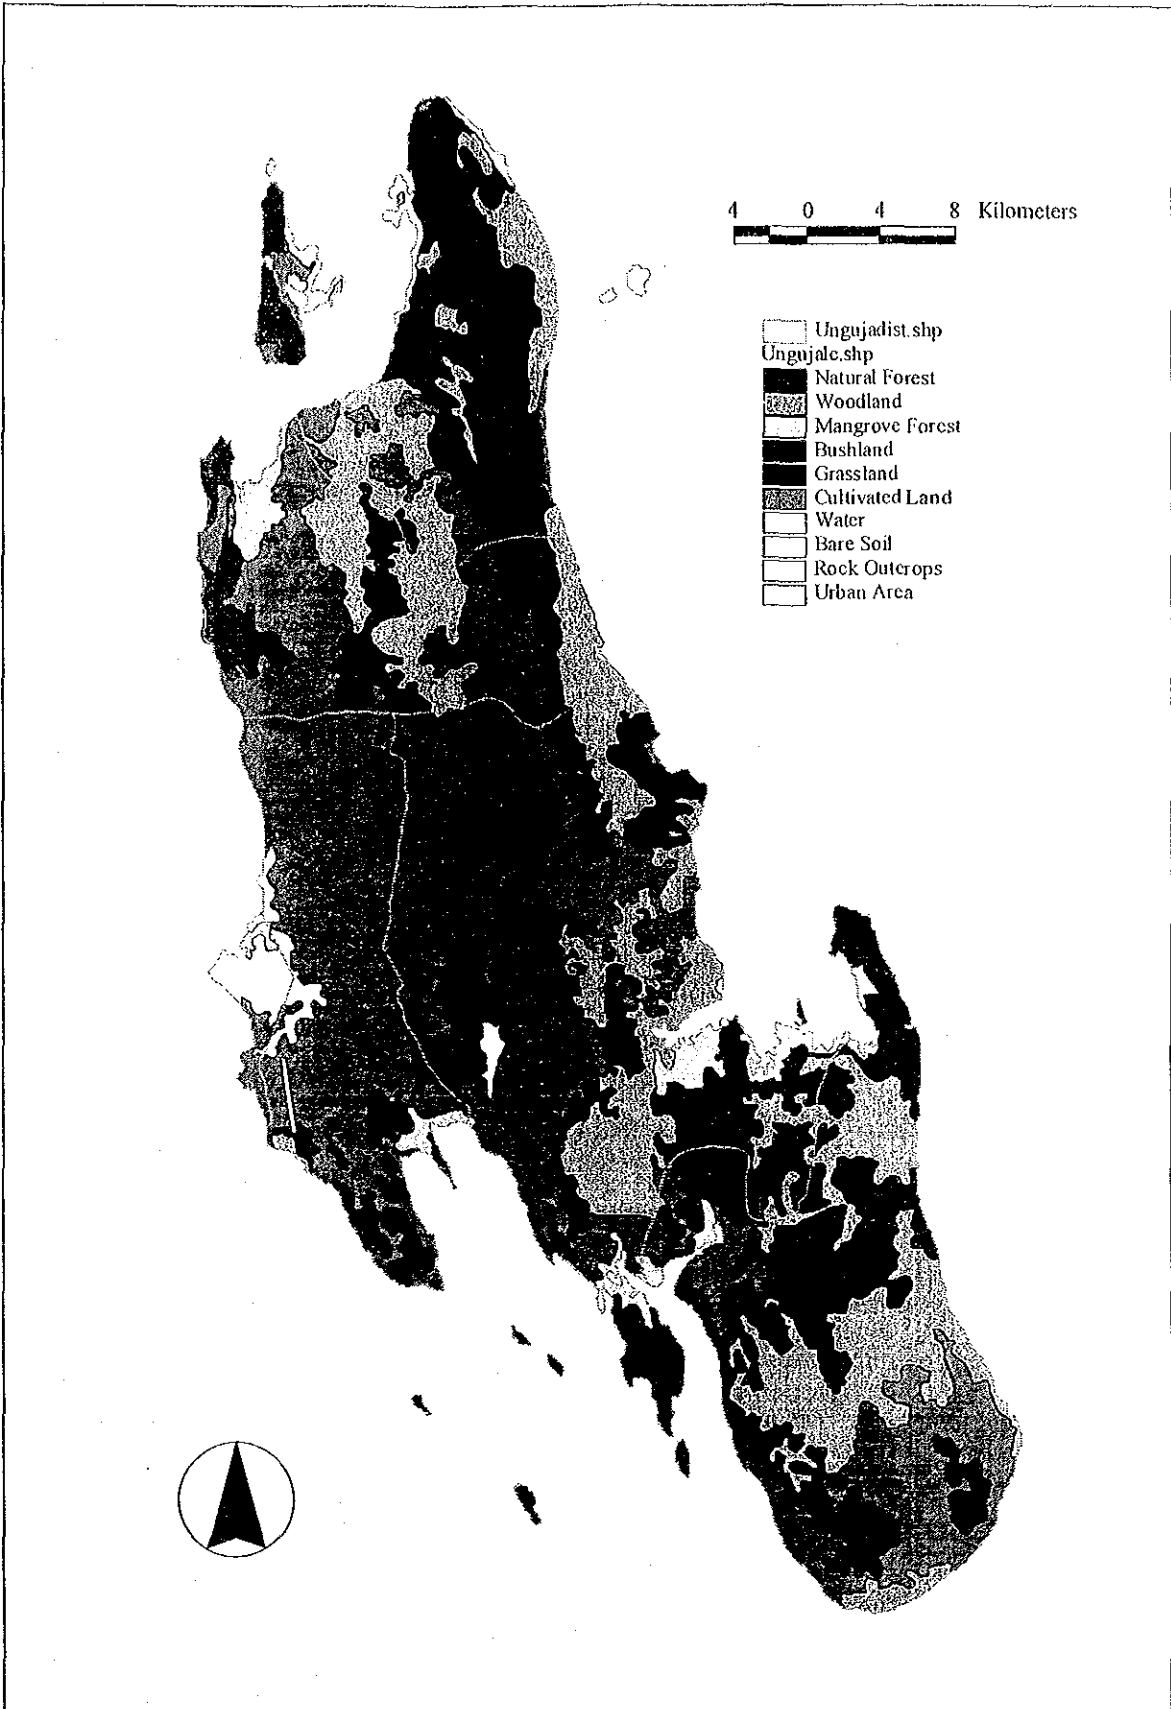 4 0 4 8 Kilometers
Ungujadist.shp
Ungujalc.shp
Natural Forest
Woodland
Mangrove Forest
Bushland
Grassland
Cultivated Land
Water
Bare Soil
Rock Outcrops
Urban Area